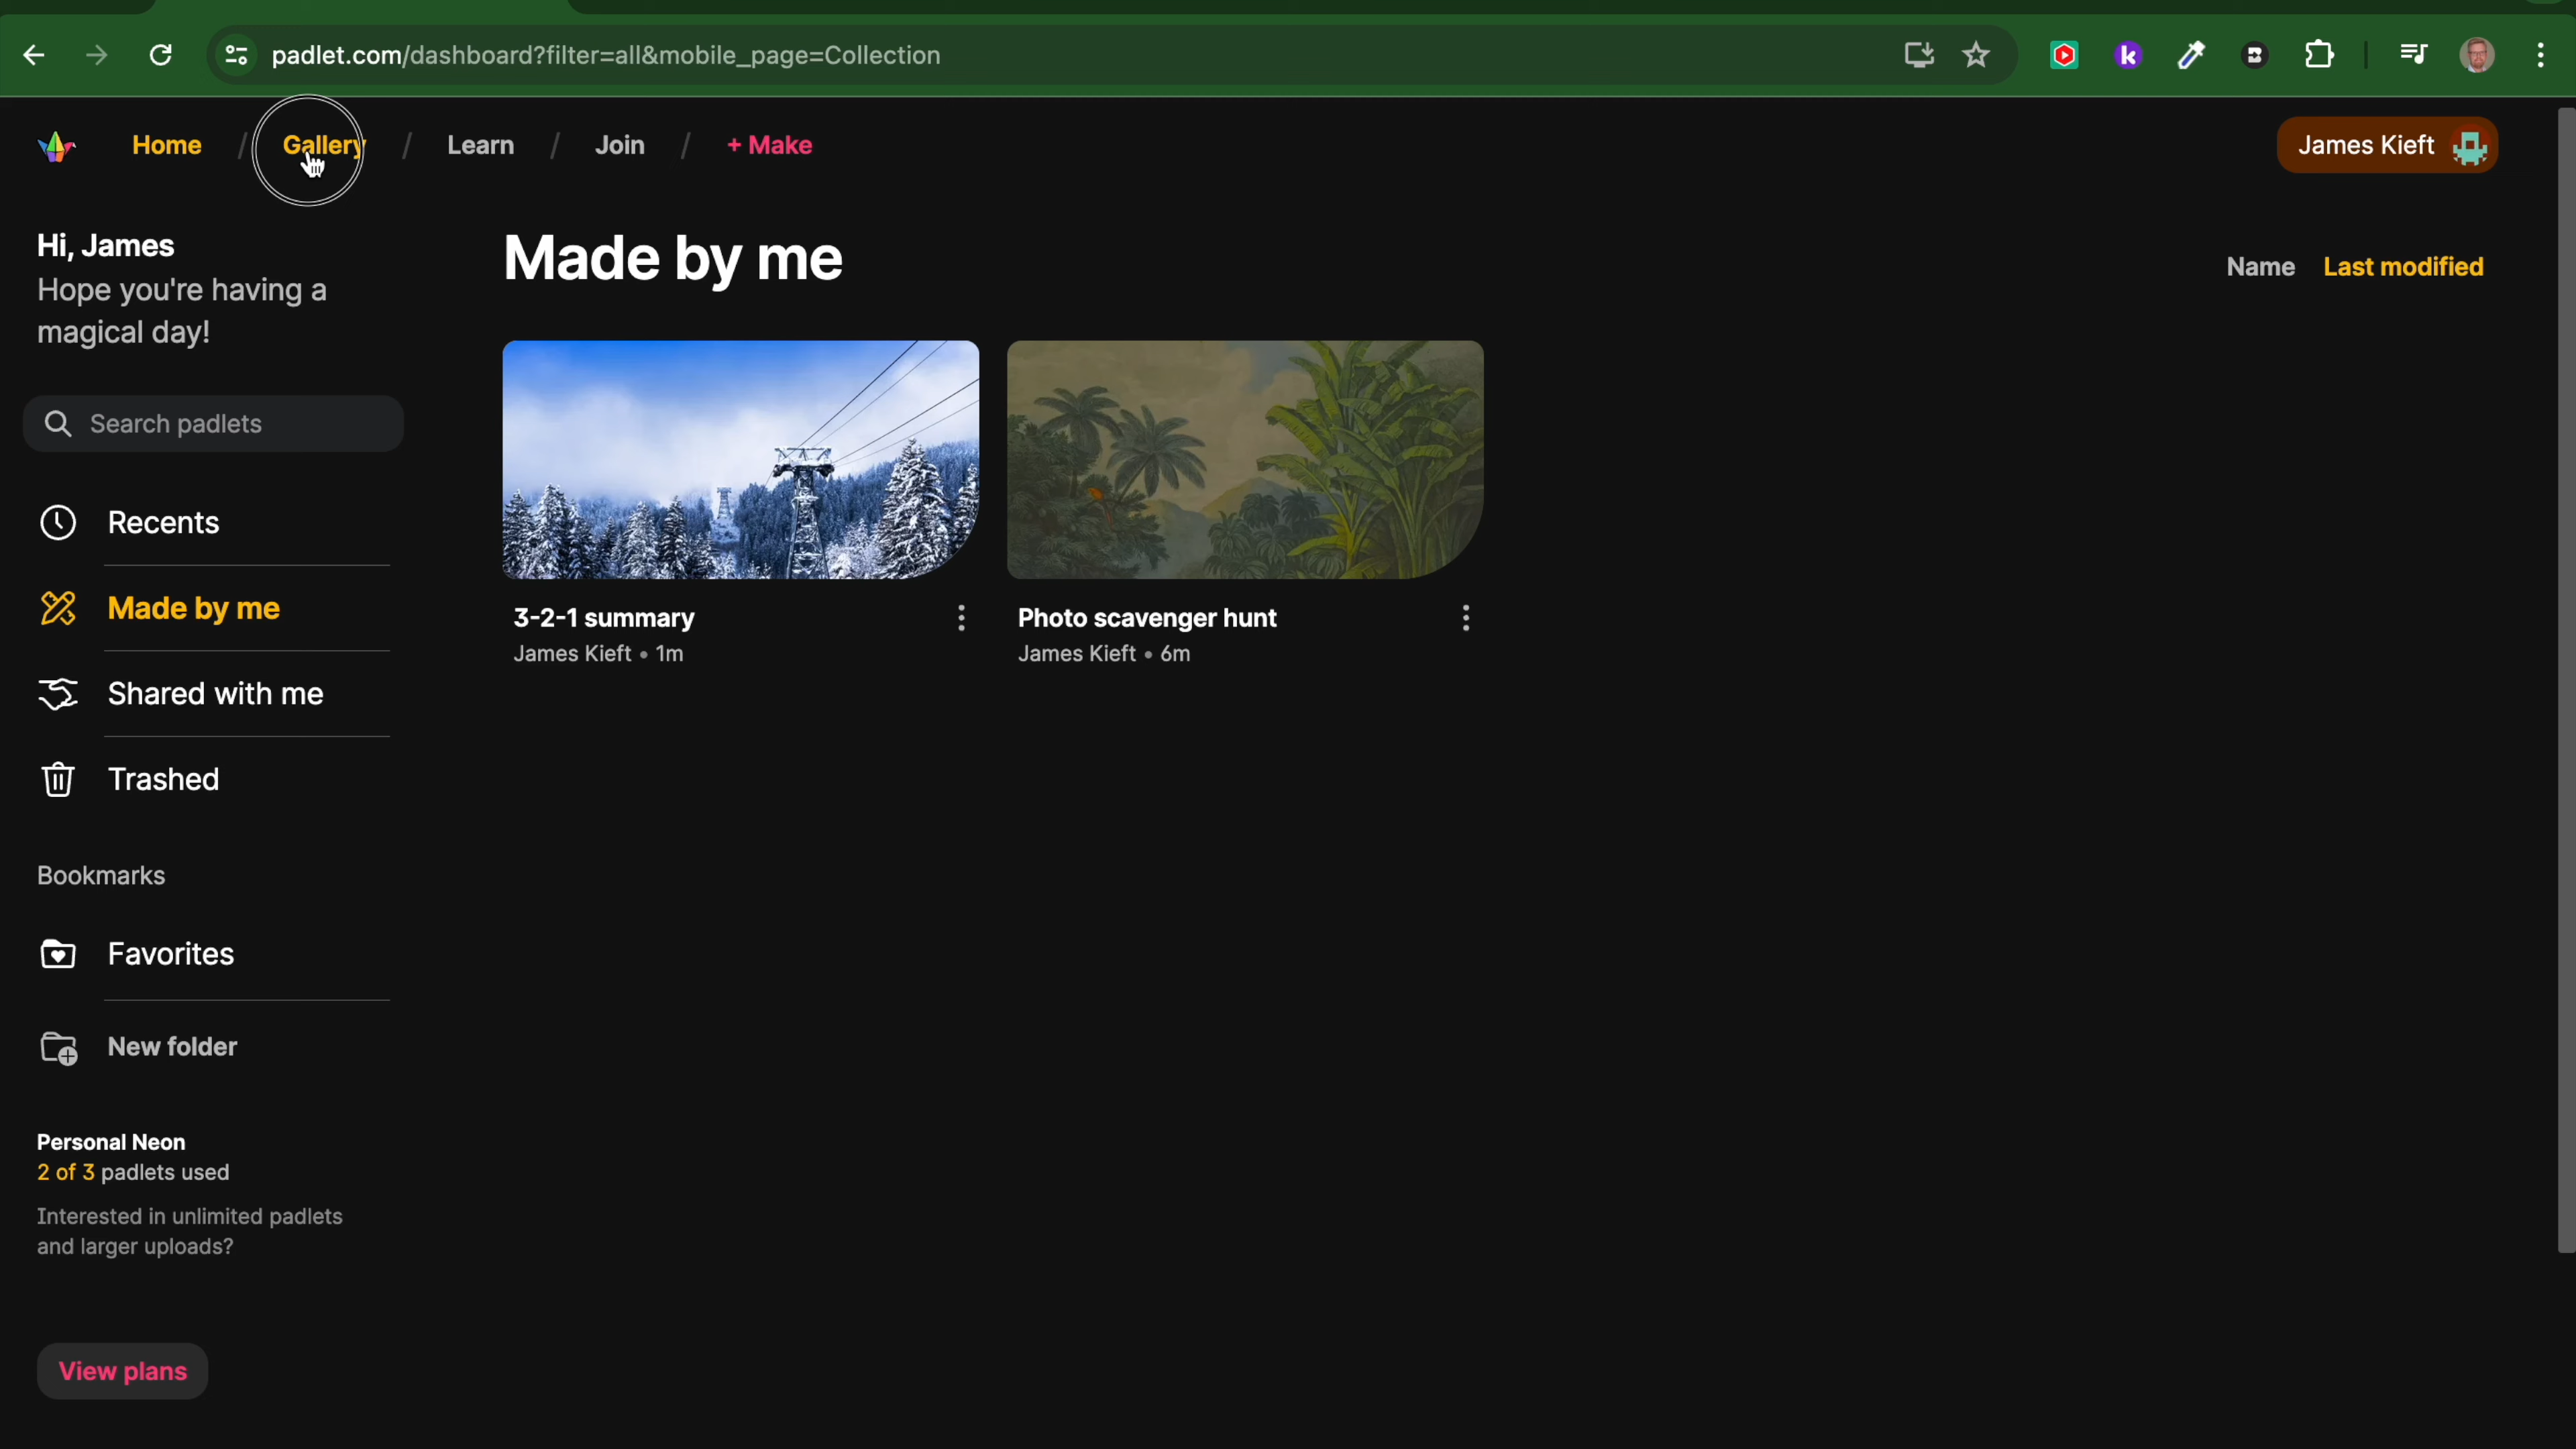 padlet.com/dashboard?filter=all&mobile_page=Collection
Home / Gallery / Learn / Join / + Make
James Kieft
Hi, James
Hope you're having a
magical day!
Search padlets
Recents
Made by me
Shared with me
Trashed
Bookmarks
Favorites
New folder
Personal Neon
2 of 3 padlets used
Interested in unlimited padlets
and larger uploads?
View plans
Made by me
Name Last modified
3-2-1 summary
James Kieft • 1m
Photo scavenger hunt
James Kieft • 6m